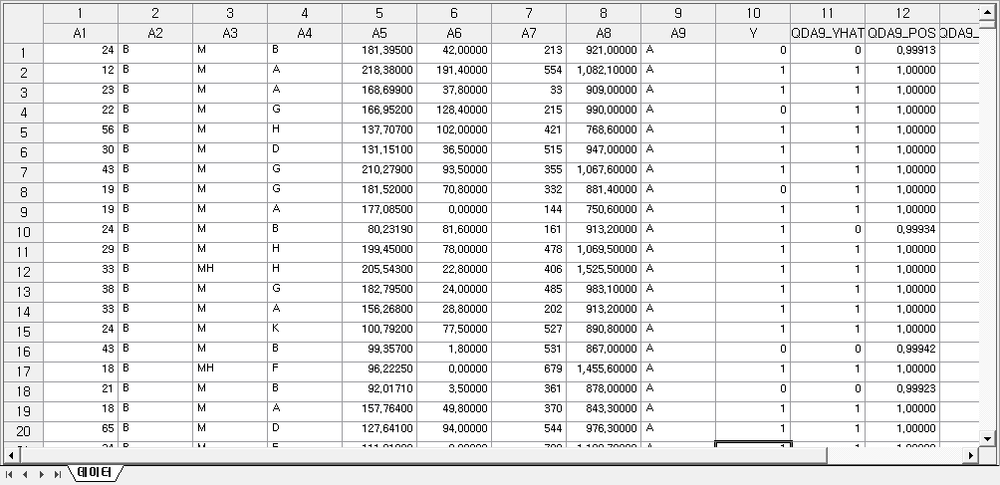 1 2 3 4 5 6 7 8 9 10 11 12
A1 A2 A3 A4 A5 A6 A7 A8 A9 Y QDA9_YHAT QDA9_POS QDA9_
1 24 B M B 181,39500 42,00000 213 921,00000 A 0 0 0,99913
2 12 B M A 218,38000 191,40000 554 1,082,10000 A 1 1 1,00000
3 23 B M A 168,69900 37,80000 33 909,00000 A 1 1 1,00000
4 22 B M G 166,95200 128,40000 215 990,00000 A 0 1 1,00000
5 56 B M H 137,70700 102,00000 421 768,60000 A 1 1 1,00000
6 30 B M D 131,15100 36,50000 515 947,00000 A 1 1 1,00000
7 43 B M G 210,27900 93,50000 355 1,067,60000 A 1 1 1,00000
8 19 B M G 181,52000 70,80000 332 881,40000 A 0 1 1,00000
9 19 B M A 177,08500 0,00000 144 750,60000 A 1 1 1,00000
10 24 B M B 80,23190 81,60000 161 913,20000 A 1 0 0,99934
11 29 B M H 199,45000 78,00000 478 1,069,50000 A 1 1 1,00000
12 33 B MH H 205,54300 22,80000 406 1,525,50000 A 1 1 1,00000
13 38 B M G 182,79500 24,00000 485 983,10000 A 1 1 1,00000
14 33 B M A 156,26800 28,80000 202 913,20000 A 1 1 1,00000
15 24 B M K 100,79200 77,50000 527 890,80000 A 1 1 1,00000
16 43 B M B 99,35700 1,80000 531 867,00000 A 0 0 0,99942
17 18 B MH F 96,22250 0,00000 679 1,455,60000 A 1 1 1,00000
18 21 B M B 92,01710 3,50000 361 878,00000 A 0 0 0,99923
19 18 B M A 157,76400 49,80000 370 843,30000 A 1 1 1,00000
20 65 B M D 127,64100 94,00000 544 976,30000 A 1 1 1,00000
데이터